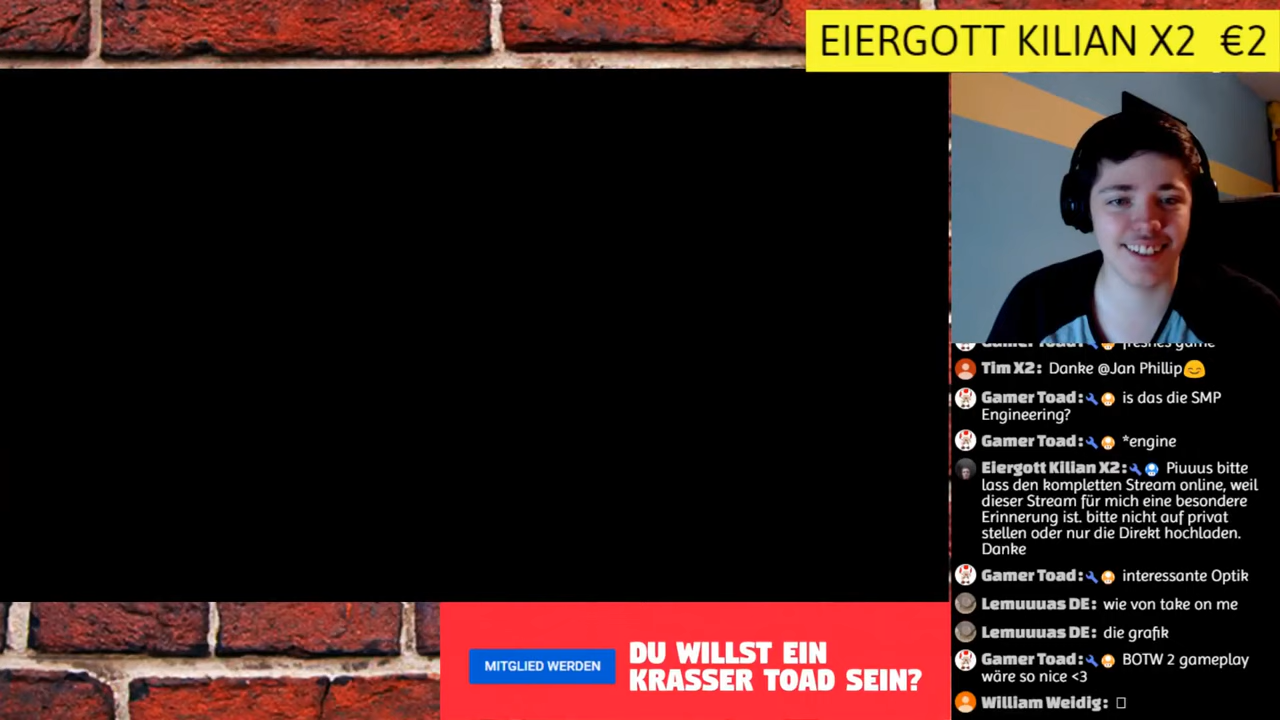 EIERGOTT KILIAN X2 €2
Gamer Toad: freshes game
Tim X2: Danke @Jan Phillip😊
Gamer Toad: is das die SMP
Engineering?
Gamer Toad: *engine
Eiergott Kilian X2: Piuuus bitte
lass den kompletten Stream online, weil
dieser Stream für mich eine besondere
Erinnerung ist. bitte nicht auf privat
stellen oder nur die Direkt hochladen.
Danke
Gamer Toad: interessante Optik
Lemuuuas DE: wie von take on me
Lemuuuas DE: die grafik
Gamer Toad: BOTW 2 gameplay
wäre so nice <3
William Weidig:
MITGLIED WERDEN
DU WILLST EIN
KRASSER TOAD SEIN?